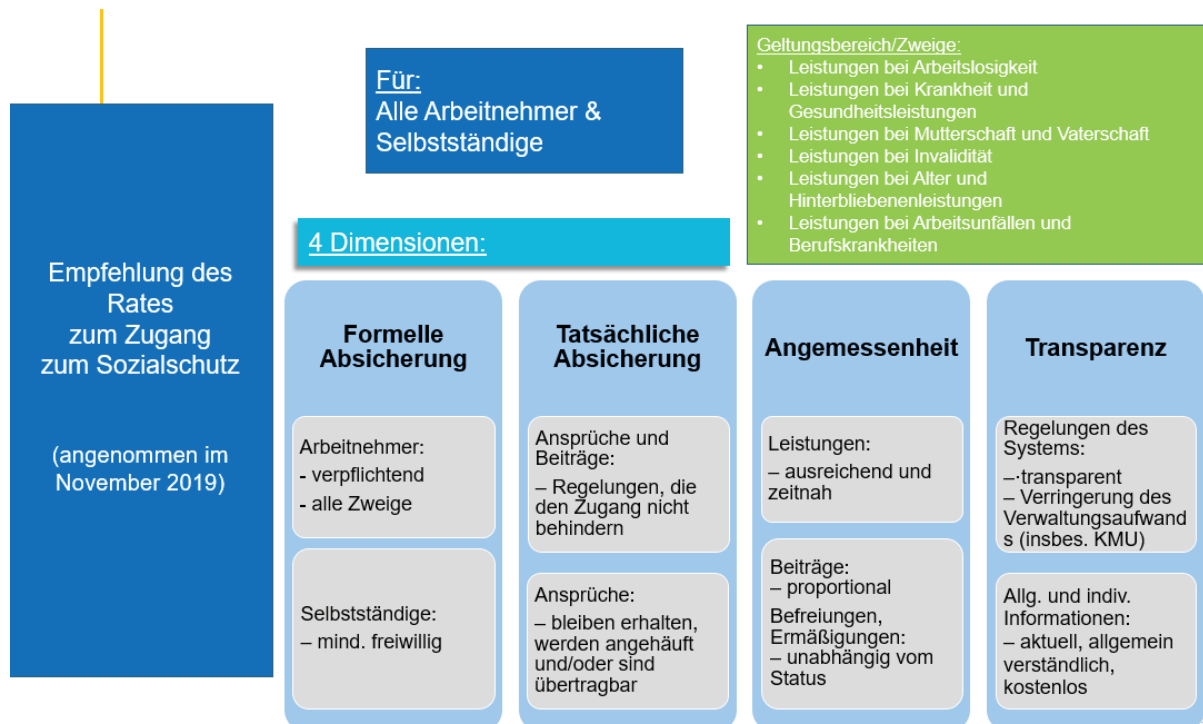 Empfehlung des
Rates
zum Zugang
zum Sozialschutz
(angenommen im
November 2019)
Für:
Alle Arbeitnehmer &
Selbstständige
Geltungsbereich/Zweige:
• Leistungen bei Arbeitslosigkeit
• Leistungen bei Krankheit und
Gesundheitsleistungen
• Leistungen bei Mutterschaft und Vaterschaft
• Leistungen bei Invalidität
• Leistungen bei Alter und
Hinterbliebenenleistungen
• Leistungen bei Arbeitsunfällen und
Berufskrankheiten
4 Dimensionen:
Formelle
Absicherung
Arbeitnehmer:
- verpflichtend
- alle Zweige
Selbstständige:
– mind. freiwillig
Tatsächliche
Absicherung
Ansprüche und
Beiträge:
– Regelungen, die
den Zugang nicht
behindern
Ansprüche:
– bleiben erhalten,
werden angehäuft
und/oder sind
übertragbar
Angemessenheit
Leistungen:
– ausreichend und
zeitnah
Beiträge:
– proportional
Befreiungen,
Ermäßigungen:
– unabhängig vom
Status
Transparenz
Regelungen des
Systems:
–·transparent
– Verringerung des
Verwaltungsaufwand
s (insbes. KMU)
Allg. und indiv.
Informationen:
– aktuell, allgemein
verständlich,
kostenlos